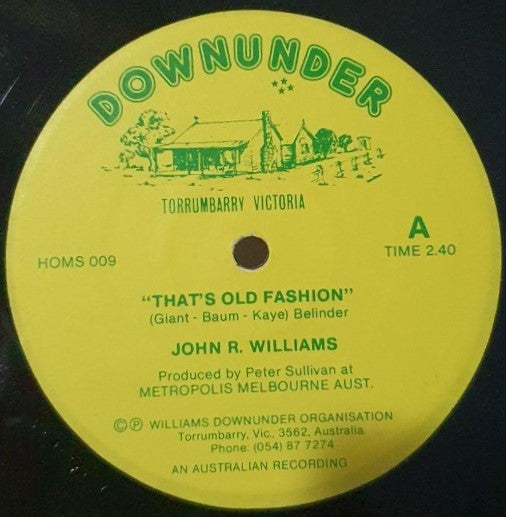 DOWNUNDER
TORRUMBARRY VICTORIA
A
HOMS 009
TIME 2.40
"THAT'S OLD FASHION"
(Giant - Baum - Kaye) Belinder
JOHN R. WILLIAMS
Produced by Peter Sullivan at
METROPOLIS MELBOURNE AUST.
©℗ WILLIAMS DOWNUNDER ORGANISATION
Torrumbarry, Vic., 3562, Australia
Phone: (054) 87 7274
AN AUSTRALIAN RECORDING